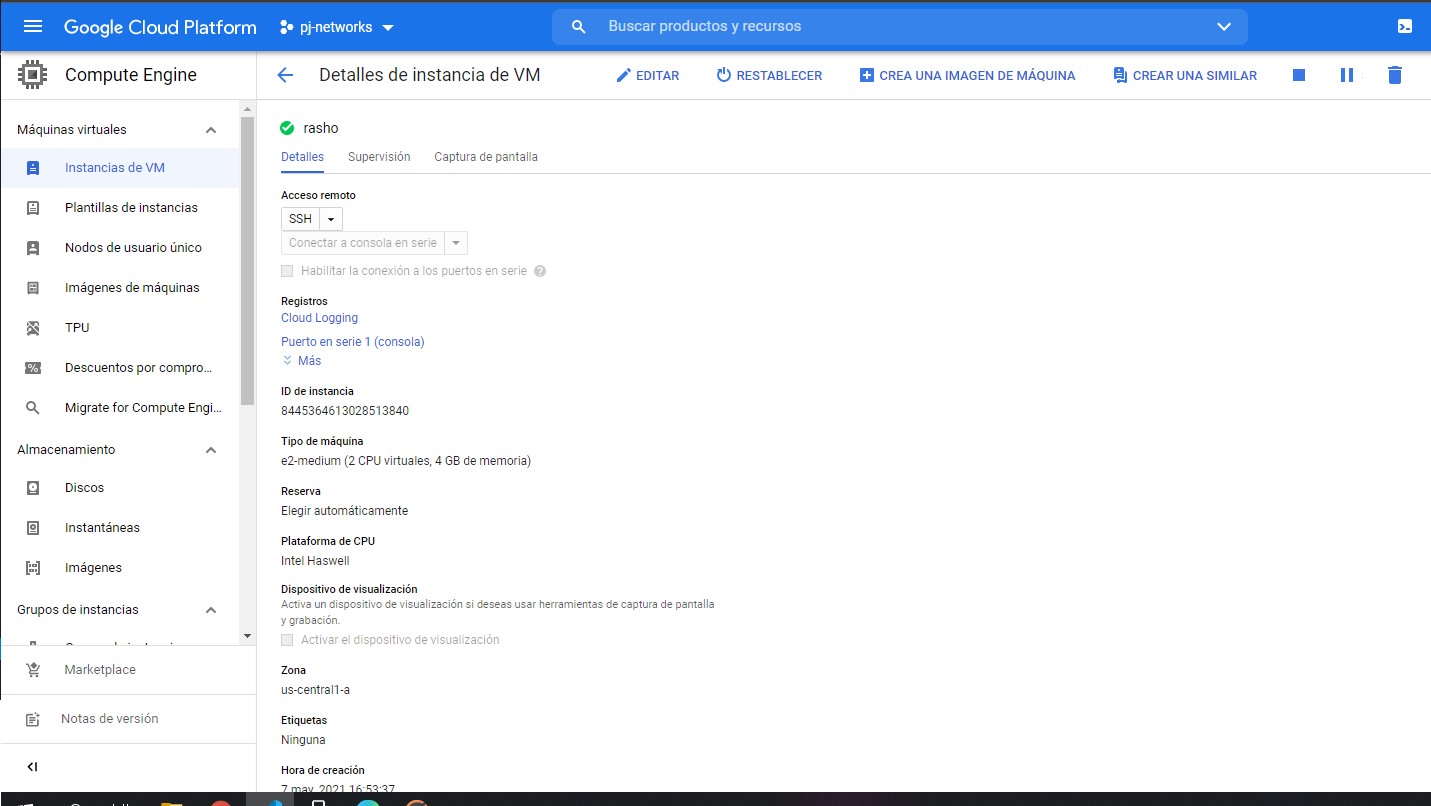 Google Cloud Platform
pj-networks
Buscar productos y recursos
Compute Engine
Detalles de instancia de VM
EDITAR
RESTABLECER
CREA UNA IMAGEN DE MÁQUINA
CREAR UNA SIMILAR
Máquinas virtuales
Instancias de VM
Plantillas de instancias
Nodos de usuario único
Imágenes de máquinas
TPU
Descuentos por compro...
Migrate for Compute Engi...
Almacenamiento
Discos
Instantáneas
Imágenes
Grupos de instancias
Marketplace
Notas de versión
rasho
Detalles
Supervisión
Captura de pantalla
Acceso remoto
SSH
Conectar a consola en serie
Habilitar la conexión a los puertos en serie
Registros
Cloud Logging
Puerto en serie 1 (consola)
Más
ID de instancia
8445364613028513840
Tipo de máquina
e2-medium (2 CPU virtuales, 4 GB de memoria)
Reserva
Elegir automáticamente
Plataforma de CPU
Intel Haswell
Dispositivo de visualización
Activa un dispositivo de visualización si deseas usar herramientas de captura de pantalla
y grabación.
Activar el dispositivo de visualización
Zona
us-central1-a
Etiquetas
Ninguna
Hora de creación
7 may. 2021 16:53:37